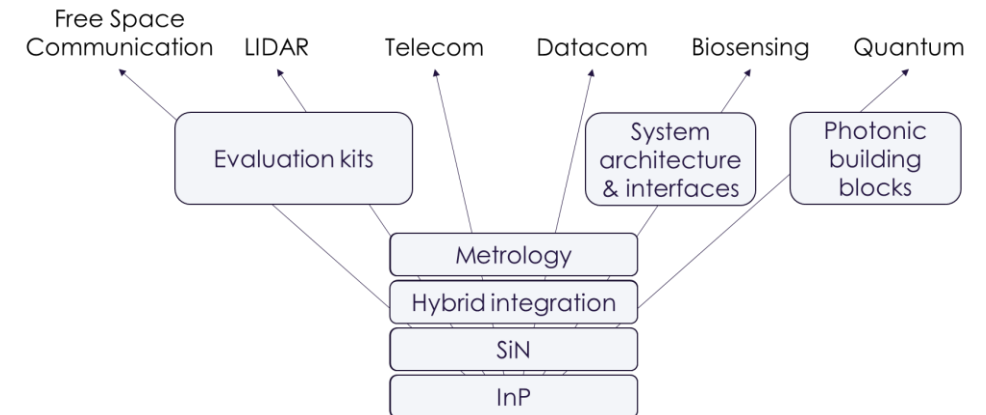 Free Space
Communication
LIDAR
Telecom
Datacom
Biosensing
Quantum
Evaluation kits
System
architecture
& interfaces
Photonic
building
blocks
Metrology
Hybrid integration
SiN
InP